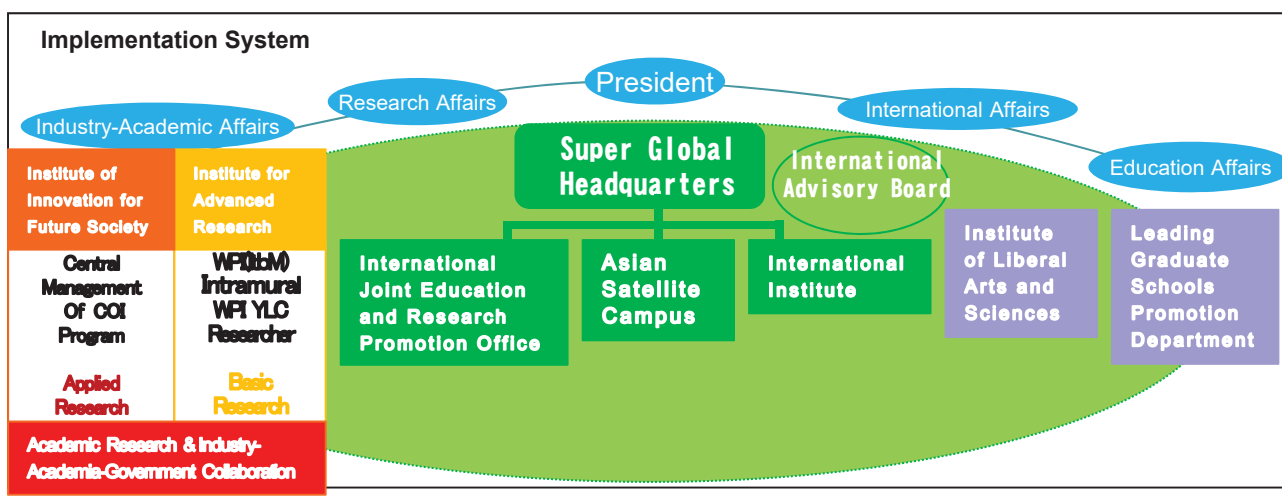 Implementation System
President
Research Affairs
International Affairs
Industry-Academic Affairs
Education Affairs
Institute of
Innovation for
Future Society
Institute for
Advanced
Research
Central
Management
Of COI
Program
WPI(ItbM)
Intramural
WPI YLC
Researcher
Applied
Research
Basic
Research
Academic Research & Industry-
Academia-Government Collaboration
Super Global
Headquarters
International
Advisory Board
International
Joint Education
and Research
Promotion Office
Asian
Satellite
Campus
International
Institute
Institute
of Liberal
Arts and
Sciences
Leading
Graduate
Schools
Promotion
Department